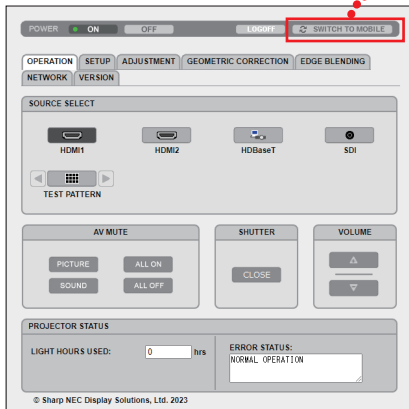 POWER ON OFF LOGOFF SWITCH TO MOBILE
OPERATION SETUP ADJUSTMENT GEOMETRIC CORRECTION EDGE BLENDING
NETWORK VERSION
SOURCE SELECT
HDMI1 HDMI2 HDBaseT SDI
TEST PATTERN
AV MUTE SHUTTER VOLUME
PICTURE ALL ON
CLOSE
SOUND ALL OFF
PROJECTOR STATUS
LIGHT HOURS USED: 0 hrs ERROR STATUS:
NORMAL OPERATION
© Sharp NEC Display Solutions, Ltd. 2023